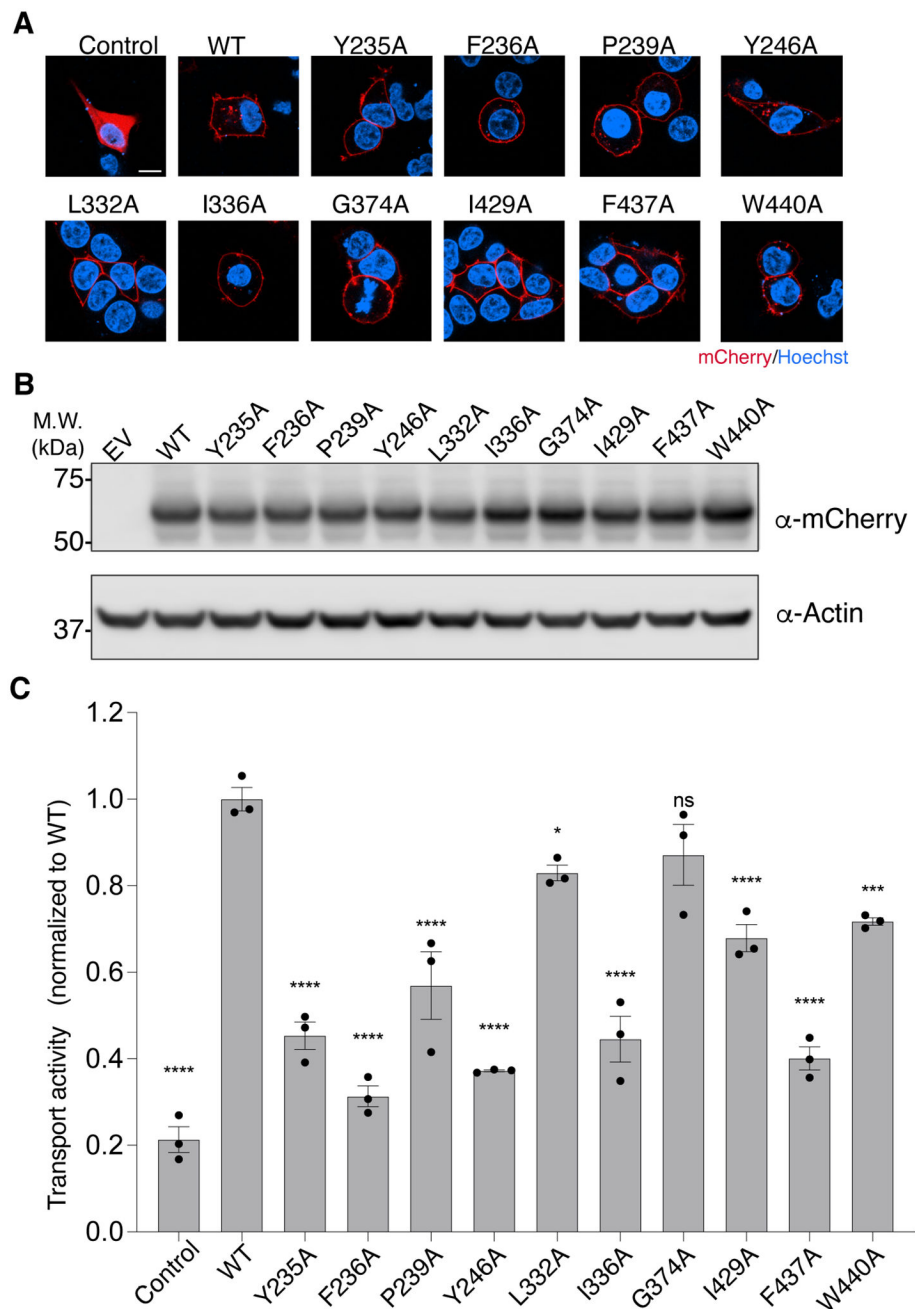 A
Control WT Y235A F236A P239A Y246A
L332A I336A G374A I429A F437A W440A
mCherry/Hoechst
B
M.W.
(kDa)
EV WT Y235A F236A P239A Y246A L332A I336A G374A I429A F437A W440A
75
50
α-mCherry
37
α-Actin
C
Transport activity (normalized to WT)
1.2
1.0
0.8
0.6
0.4
0.2
0.0
**** **** **** **** **** * **** ns **** **** ***
Control WT Y235A F236A P239A Y246A L332A I336A G374A I429A F437A W440A